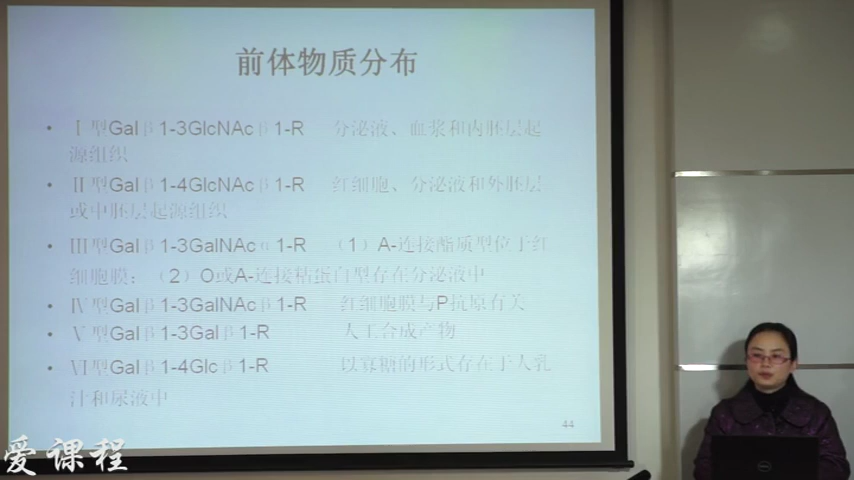 前体物质分布
• Ⅰ型Galβ1-3GlcNAcβ1-R 分泌液、血浆和内胚层起
源组织
• Ⅱ型Galβ1-4GlcNAcβ1-R 红细胞、分泌液和外胚层
或中胚层起源组织
• Ⅲ型Galβ1-3GalNAcα1-R （1）A-连接酯质型位于红
细胞膜；（2）O或A-连接粘蛋白型存在分泌液中
• Ⅳ型Galβ1-3GalNAcβ1-R 红细胞膜与P抗原有关
• Ⅴ型Galβ1-3Galβ1-R 人工合成产物
• Ⅵ型Galβ1-4Glcβ1-R 以寡糖的形式存在于人乳
汁和尿液中
44
爱课程
DELL